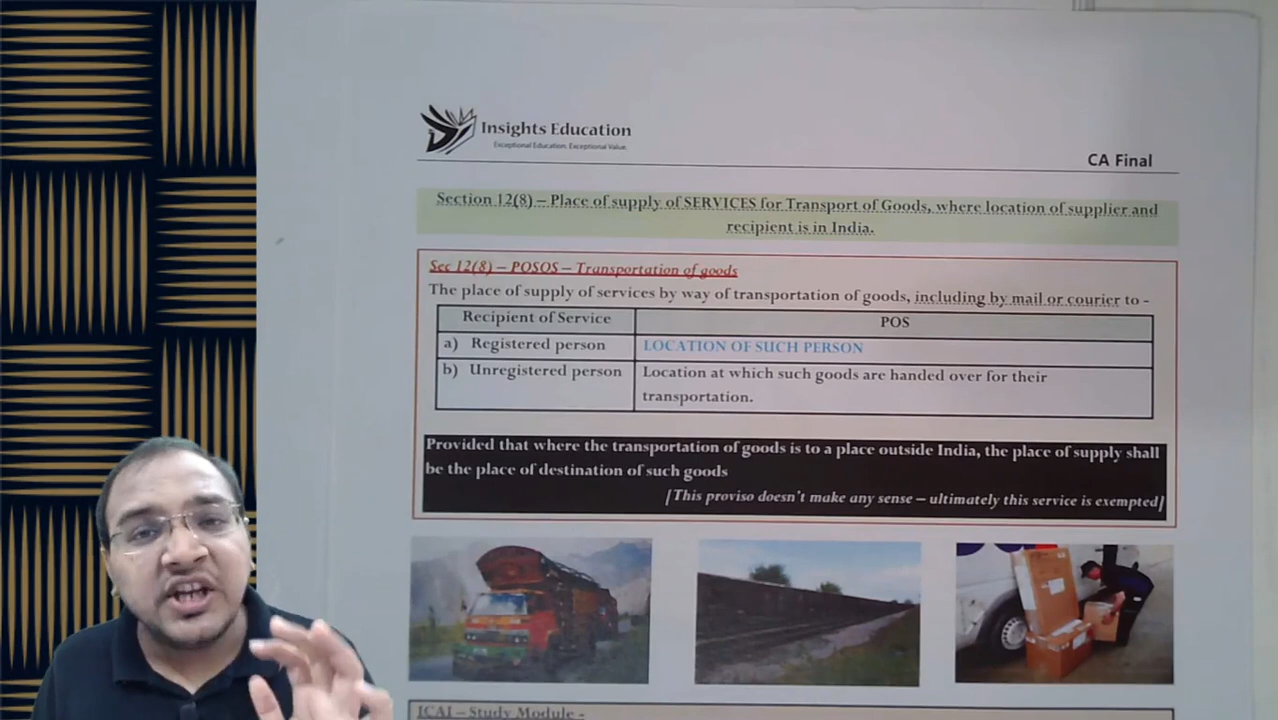 Insights Education
Exceptional Education. Exceptional Value.
CA Final
Section 12(8) – Place of supply of SERVICES for Transport of Goods, where location of supplier and
recipient is in India.
Sec 12(8) – POSOS – Transportation of goods
The place of supply of services by way of transportation of goods, including by mail or courier to -
Recipient of Service POS
a) Registered person LOCATION OF SUCH PERSON
b) Unregistered person Location at which such goods are handed over for their
transportation.
Provided that where the transportation of goods is to a place outside India, the place of supply shall
be the place of destination of such goods
[This proviso doesn't make any sense – ultimately this service is exempted]
ICAI – Study Module -